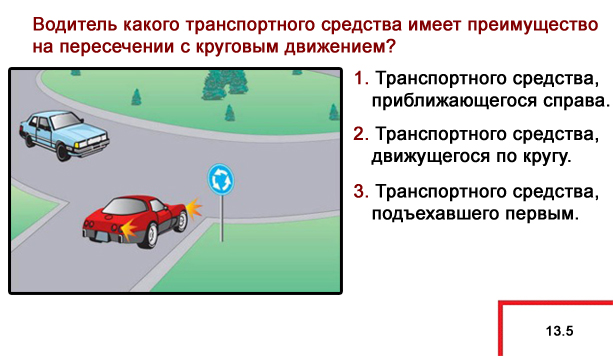 Водитель какого транспортного средства имеет преимущество
на пересечении с круговым движением?
1. Транспортного средства,
приближающегося справа.
2. Транспортного средства,
движущегося по кругу.
3. Транспортного средства,
подъехавшего первым.
13.5